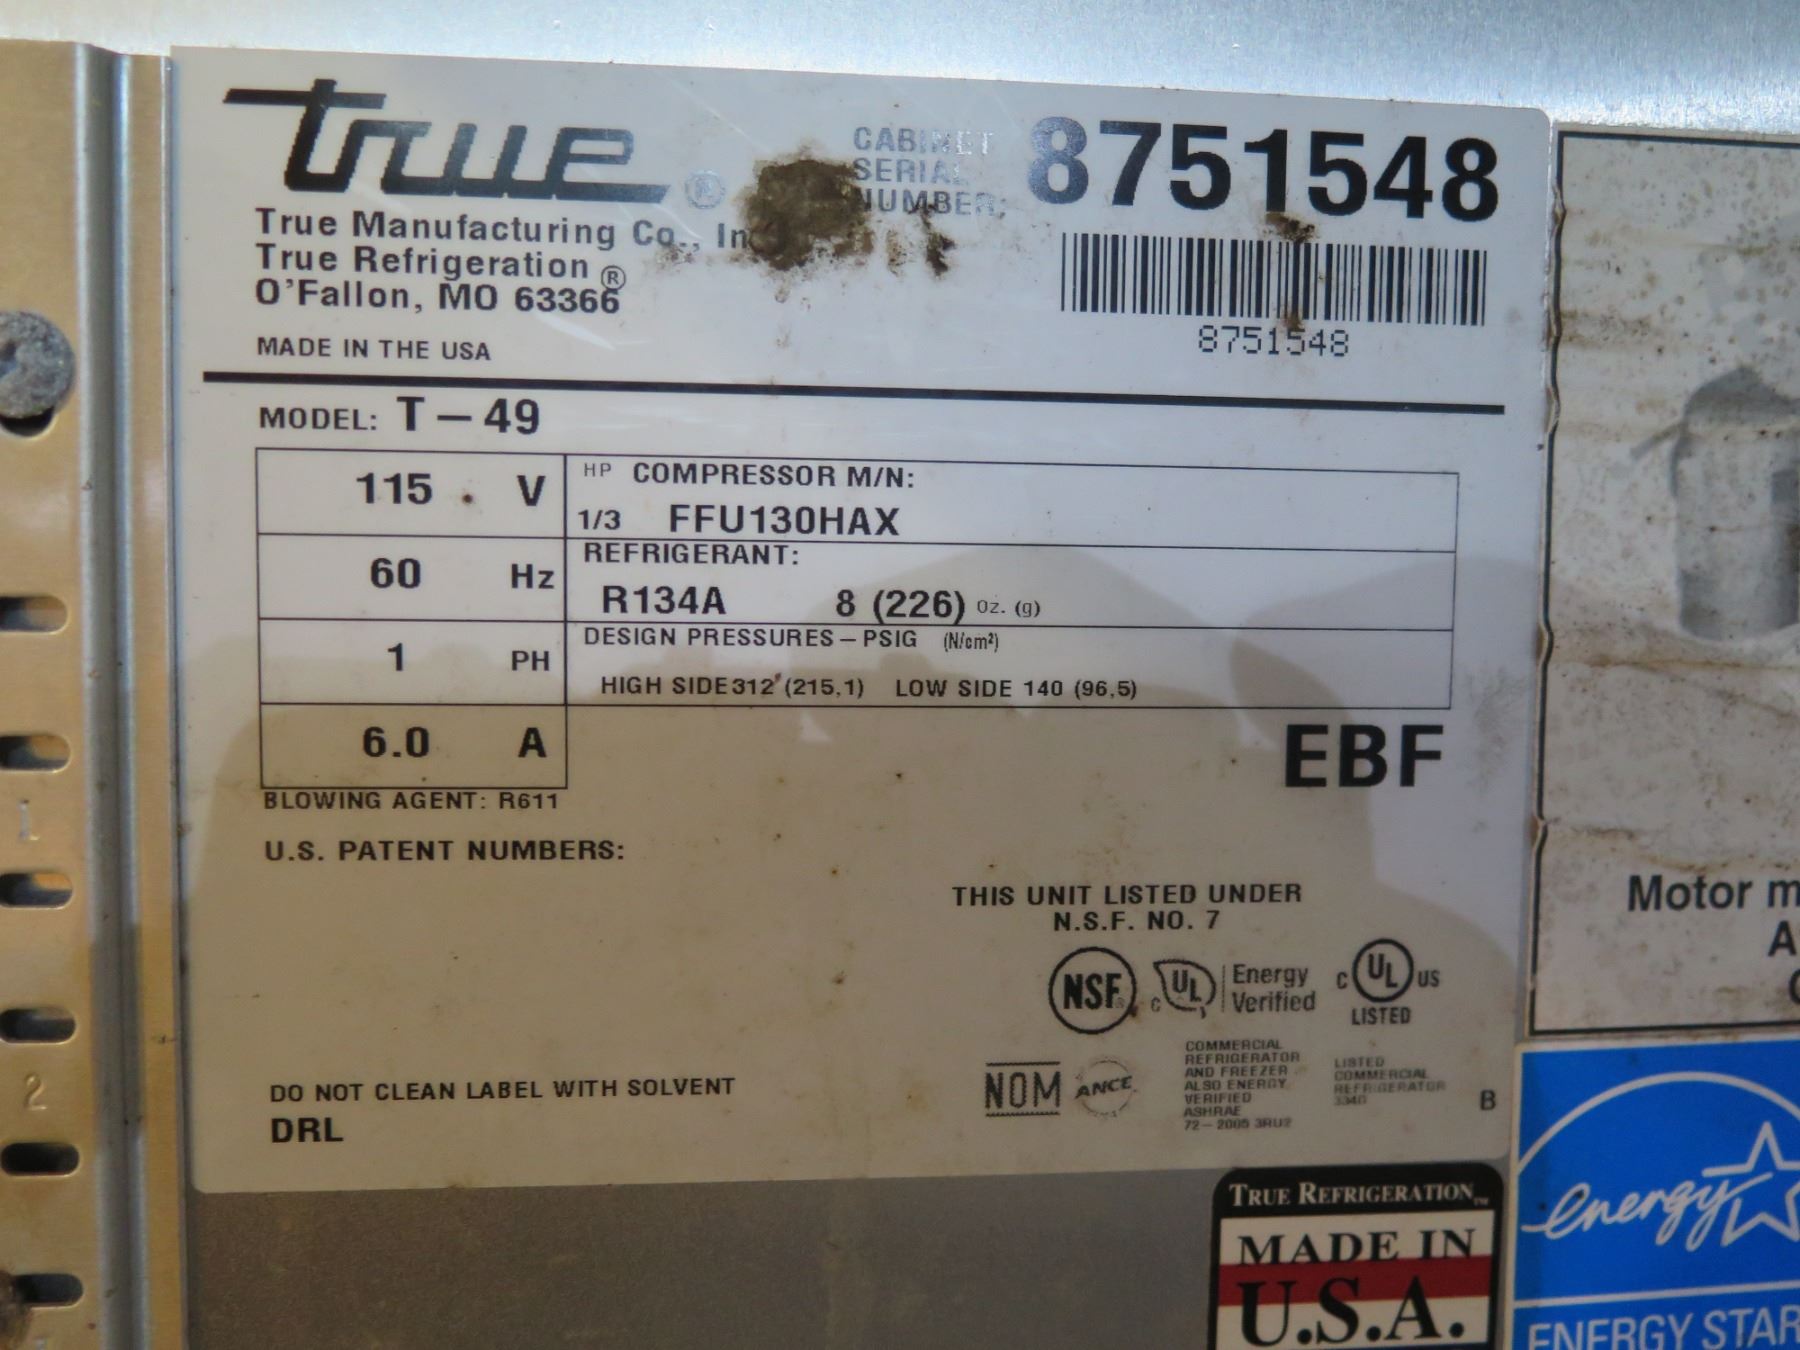 true ®
CABINET
SERIAL
NUMBER:
8751548
True Manufacturing Co.,
True Refrigeration ®
O'Fallon, MO 63366
MADE IN THE USA
8751548
MODEL: T-49
115 V
60 Hz
1 PH
6.0 A
HP COMPRESSOR M/N:
1/3 FFU130HAX
REFRIGERANT:
R134A 8 (226) Oz. (g)
DESIGN PRESSURES – PSIG (N/cm²)
HIGH SIDE 312 (215,1) LOW SIDE 140 (96,5)
EBF
BLOWING AGENT: R611
U.S. PATENT NUMBERS:
THIS UNIT LISTED UNDER
N.S.F. NO. 7
NSF®
C UL Energy
Verified
C UL US
LISTED
NOM
ANCE
COMMERCIAL
REFRIGERATOR
AND FREEZER
ALSO ENERGY
VERIFIED
ASHRAE
72-2005 3RU2
LISTED
COMMERCIAL
REFRIGERATOR
B
DO NOT CLEAN LABEL WITH SOLVENT
DRL
TRUE REFRIGERATION™
MADE IN
U.S.A.
Motor
energy
ENERGY STAR
1
2